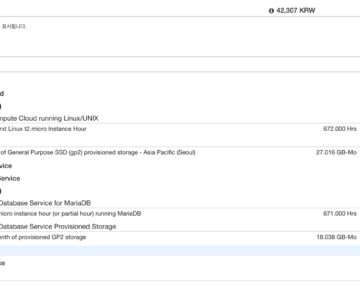 42,307 KRW
표시됩니다.
d
)
mpute Cloud running Linux/UNIX
Linux t2.micro Instance Hour 672.000 Hrs
of General Purpose SSD (gp2) provisioned storage - Asia Pacific (Seoul) 27.016 GB-Mo
vice
Service
)
Database Service for MariaDB
micro instance hour (or partial hour) running MariaDB 671.000 Hrs
Database Service Provisioned Storage
nth of provisioned GP2 storage 18.038 GB-Mo